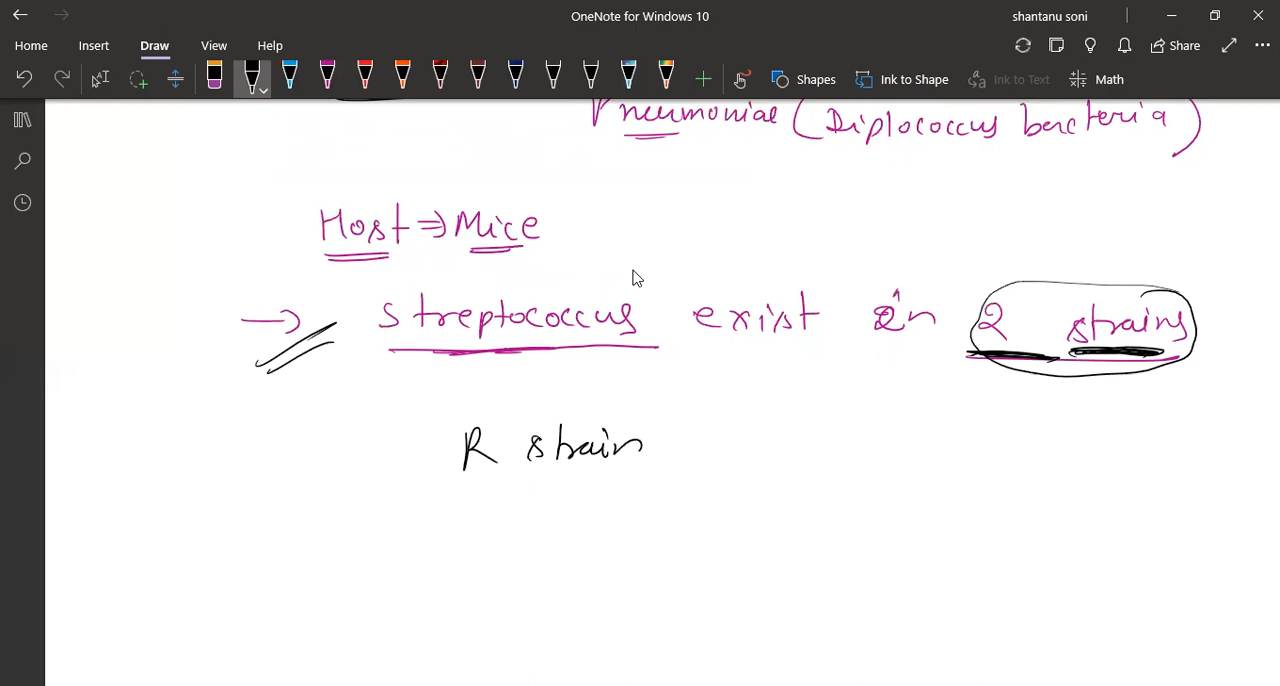 OneNote for Windows 10
shantanu soni
Home Insert Draw View Help
Share
Shapes Ink to Shape Ink to Text Math
Pneumoniae (Diplococcus bacteria)
Host ⇒ Mice
→ streptococcus exist in 2 strains
R strain